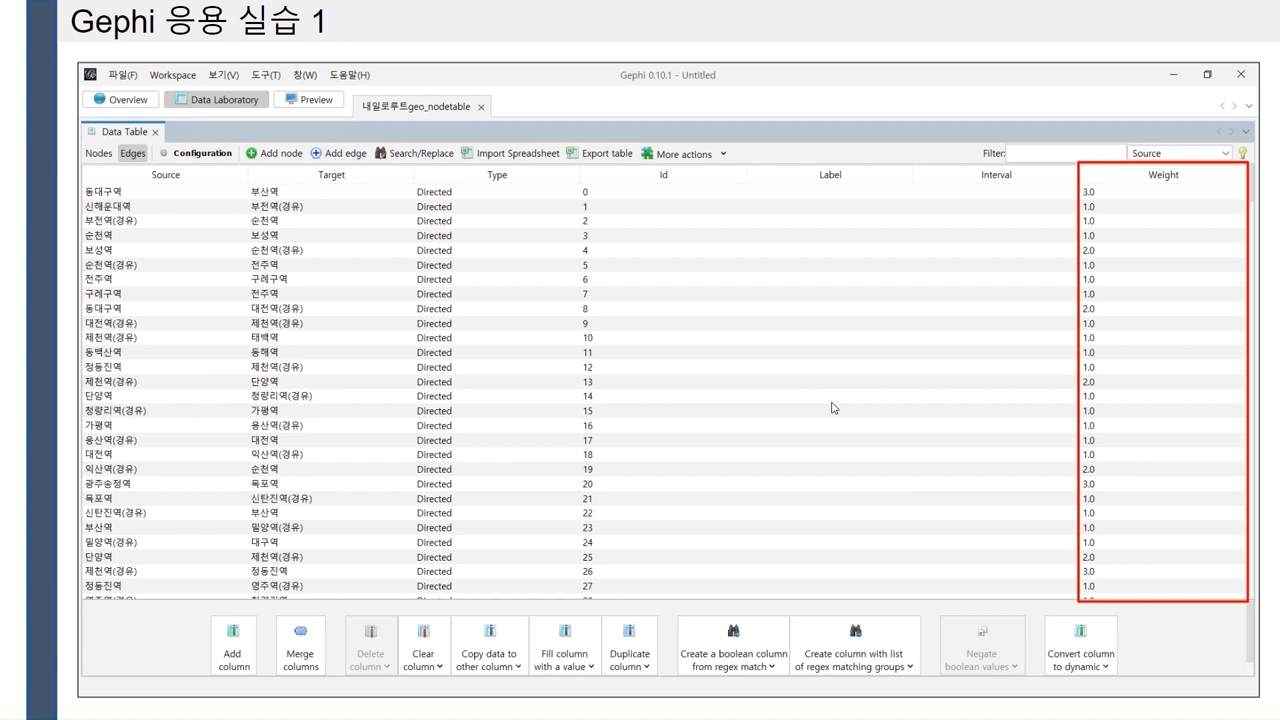 Gephi 응용 실습 1
파일(F) Workspace 보기(V) 도구(T) 창(W) 도움말(H) Gephi 0.10.1 - Untitled
Overview Data Laboratory Preview 내일로루트geo_nodetable
Data Table
Nodes Edges Configuration Add node Add edge Search/Replace Import Spreadsheet Export table More actions Filter: Source
Source Target Type Id Label Interval Weight
동대구역 부산역 Directed 0 3.0
신해운대역 부전역(경유) Directed 1 1.0
부전역(경유) 순천역 Directed 2 1.0
순천역 보성역 Directed 3 1.0
보성역 순천역(경유) Directed 4 2.0
순천역(경유) 전주역 Directed 5 1.0
전주역 구례구역 Directed 6 1.0
구례구역 전주역 Directed 7 1.0
동대구역 대전역(경유) Directed 8 2.0
대전역(경유) 제천역(경유) Directed 9 1.0
제천역(경유) 태백역 Directed 10 1.0
동백산역 동해역 Directed 11 1.0
정동진역 제천역(경유) Directed 12 1.0
제천역(경유) 단양역 Directed 13 2.0
단양역 청량리역(경유) Directed 14 1.0
청량리역(경유) 가평역 Directed 15 1.0
가평역 용산역(경유) Directed 16 1.0
용산역(경유) 대전역 Directed 17 1.0
대전역 익산역(경유) Directed 18 1.0
익산역(경유) 순천역 Directed 19 2.0
광주송정역 목포역 Directed 20 3.0
목포역 신탄진역(경유) Directed 21 1.0
신탄진역(경유) 부산역 Directed 22 1.0
부산역 밀양역(경유) Directed 23 1.0
밀양역(경유) 대구역 Directed 24 1.0
단양역 제천역(경유) Directed 25 2.0
제천역(경유) 정동진역 Directed 26 3.0
정동진역 영주역(경유) Directed 27 1.0
Add column Merge columns Delete column Clear column Copy data to other column Fill column with a value Duplicate column Create a boolean column from regex match Create column with list of regex matching groups Negate boolean values Convert column to dynamic